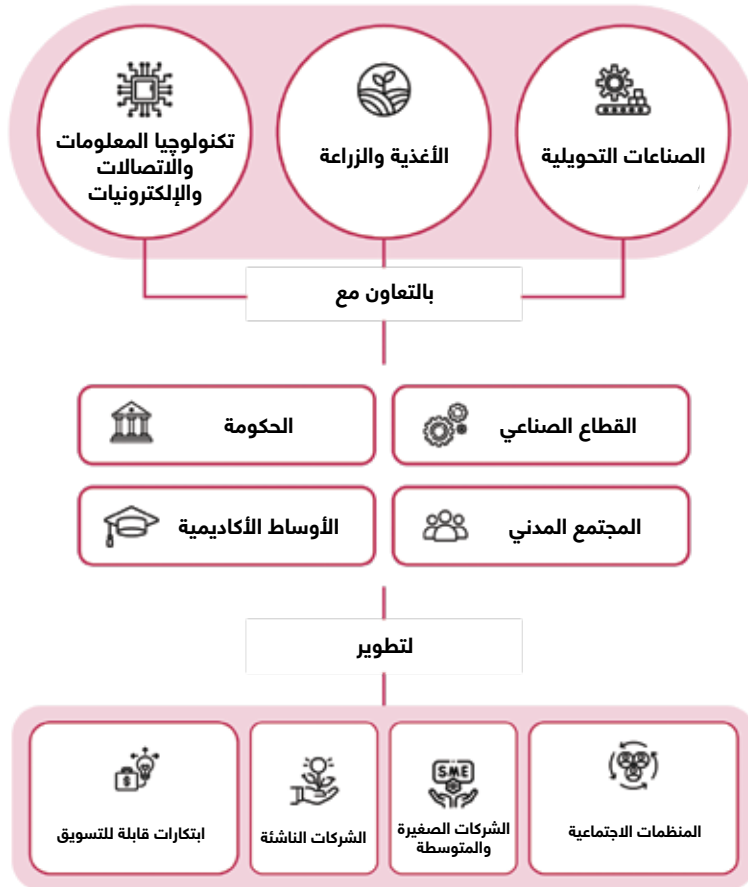 الصناعات التحويلية
الأغذية والزراعة
تكنولوچيا المعلومات
والاتصالات
والإلكترونيات
بالتعاون مع
القطاع الصناعي
الحكومة
المجتمع المدني
الأوساط الأكاديمية
لتطوير
المنظمات الاجتماعية
SME
الشركات الصغيرة
والمتوسطة
الشركات الناشئة
$
ابتكارات قابلة للتسويق